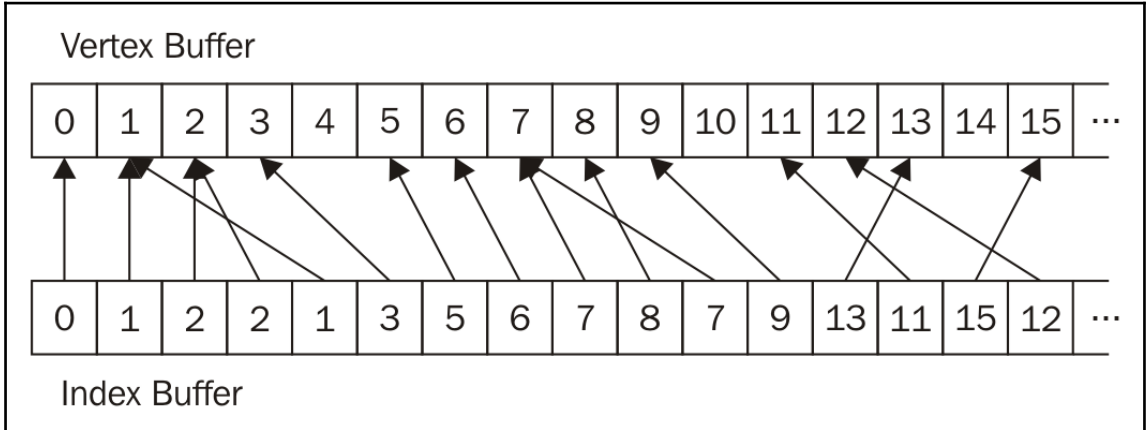 Vertex Buffer
0 1 2 3 4 5 6 7 8 9 10 11 12 13 14 15 ...
0 1 2 2 1 3 5 6 7 8 7 9 13 11 15 12 ...
Index Buffer